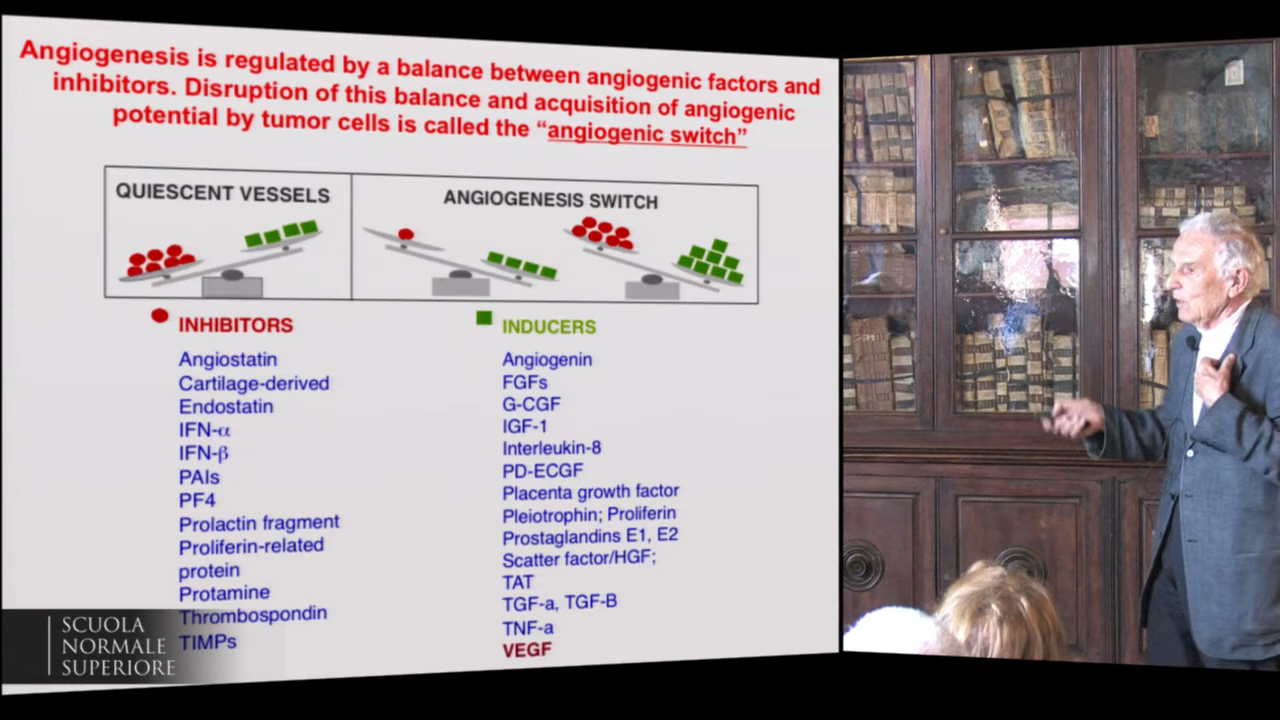 Angiogenesis is regulated by a balance between angiogenic factors and
inhibitors. Disruption of this balance and acquisition of angiogenic
potential by tumor cells is called the “angiogenic switch”
QUIESCENT VESSELS
ANGIOGENESIS SWITCH
INHIBITORS
Angiostatin
Cartilage-derived
Endostatin
IFN-α
IFN-β
PAIs
PF4
Prolactin fragment
Proliferin-related
protein
Protamine
Thrombospondin
TIMPs
INDUCERS
Angiogenin
FGFs
G-CGF
IGF-1
Interleukin-8
PD-ECGF
Placenta growth factor
Pleiotrophin; Proliferin
Prostaglandins E1, E2
Scatter factor/HGF;
TAT
TGF-a, TGF-B
TNF-a
VEGF
SCUOLA
NORMALE
SUPERIORE